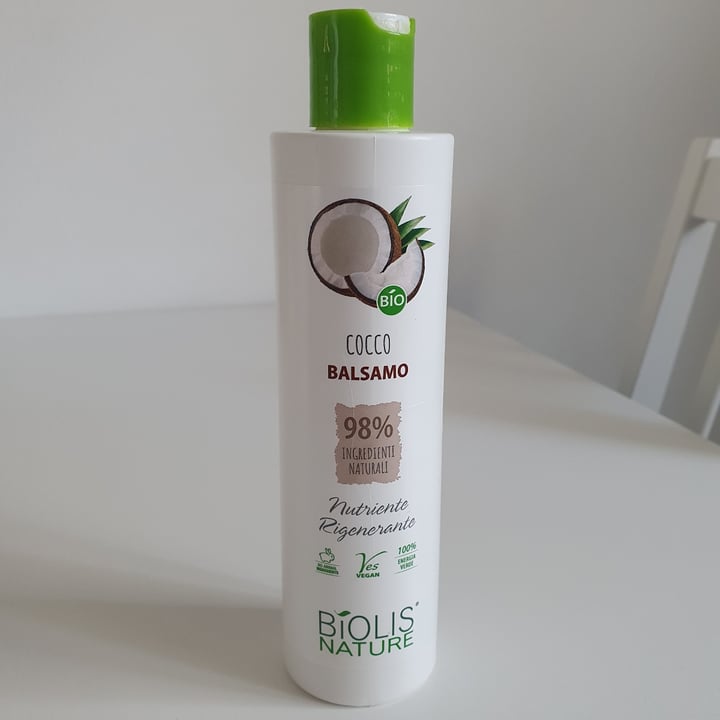 BIO
COCCO
BALSAMO
98%
INGREDIENTI
NATURALI
Nutriente
Rigenerante
Yes
VEGAN
100%
ENERGIA
VERDE
BiOLIS
NATURE